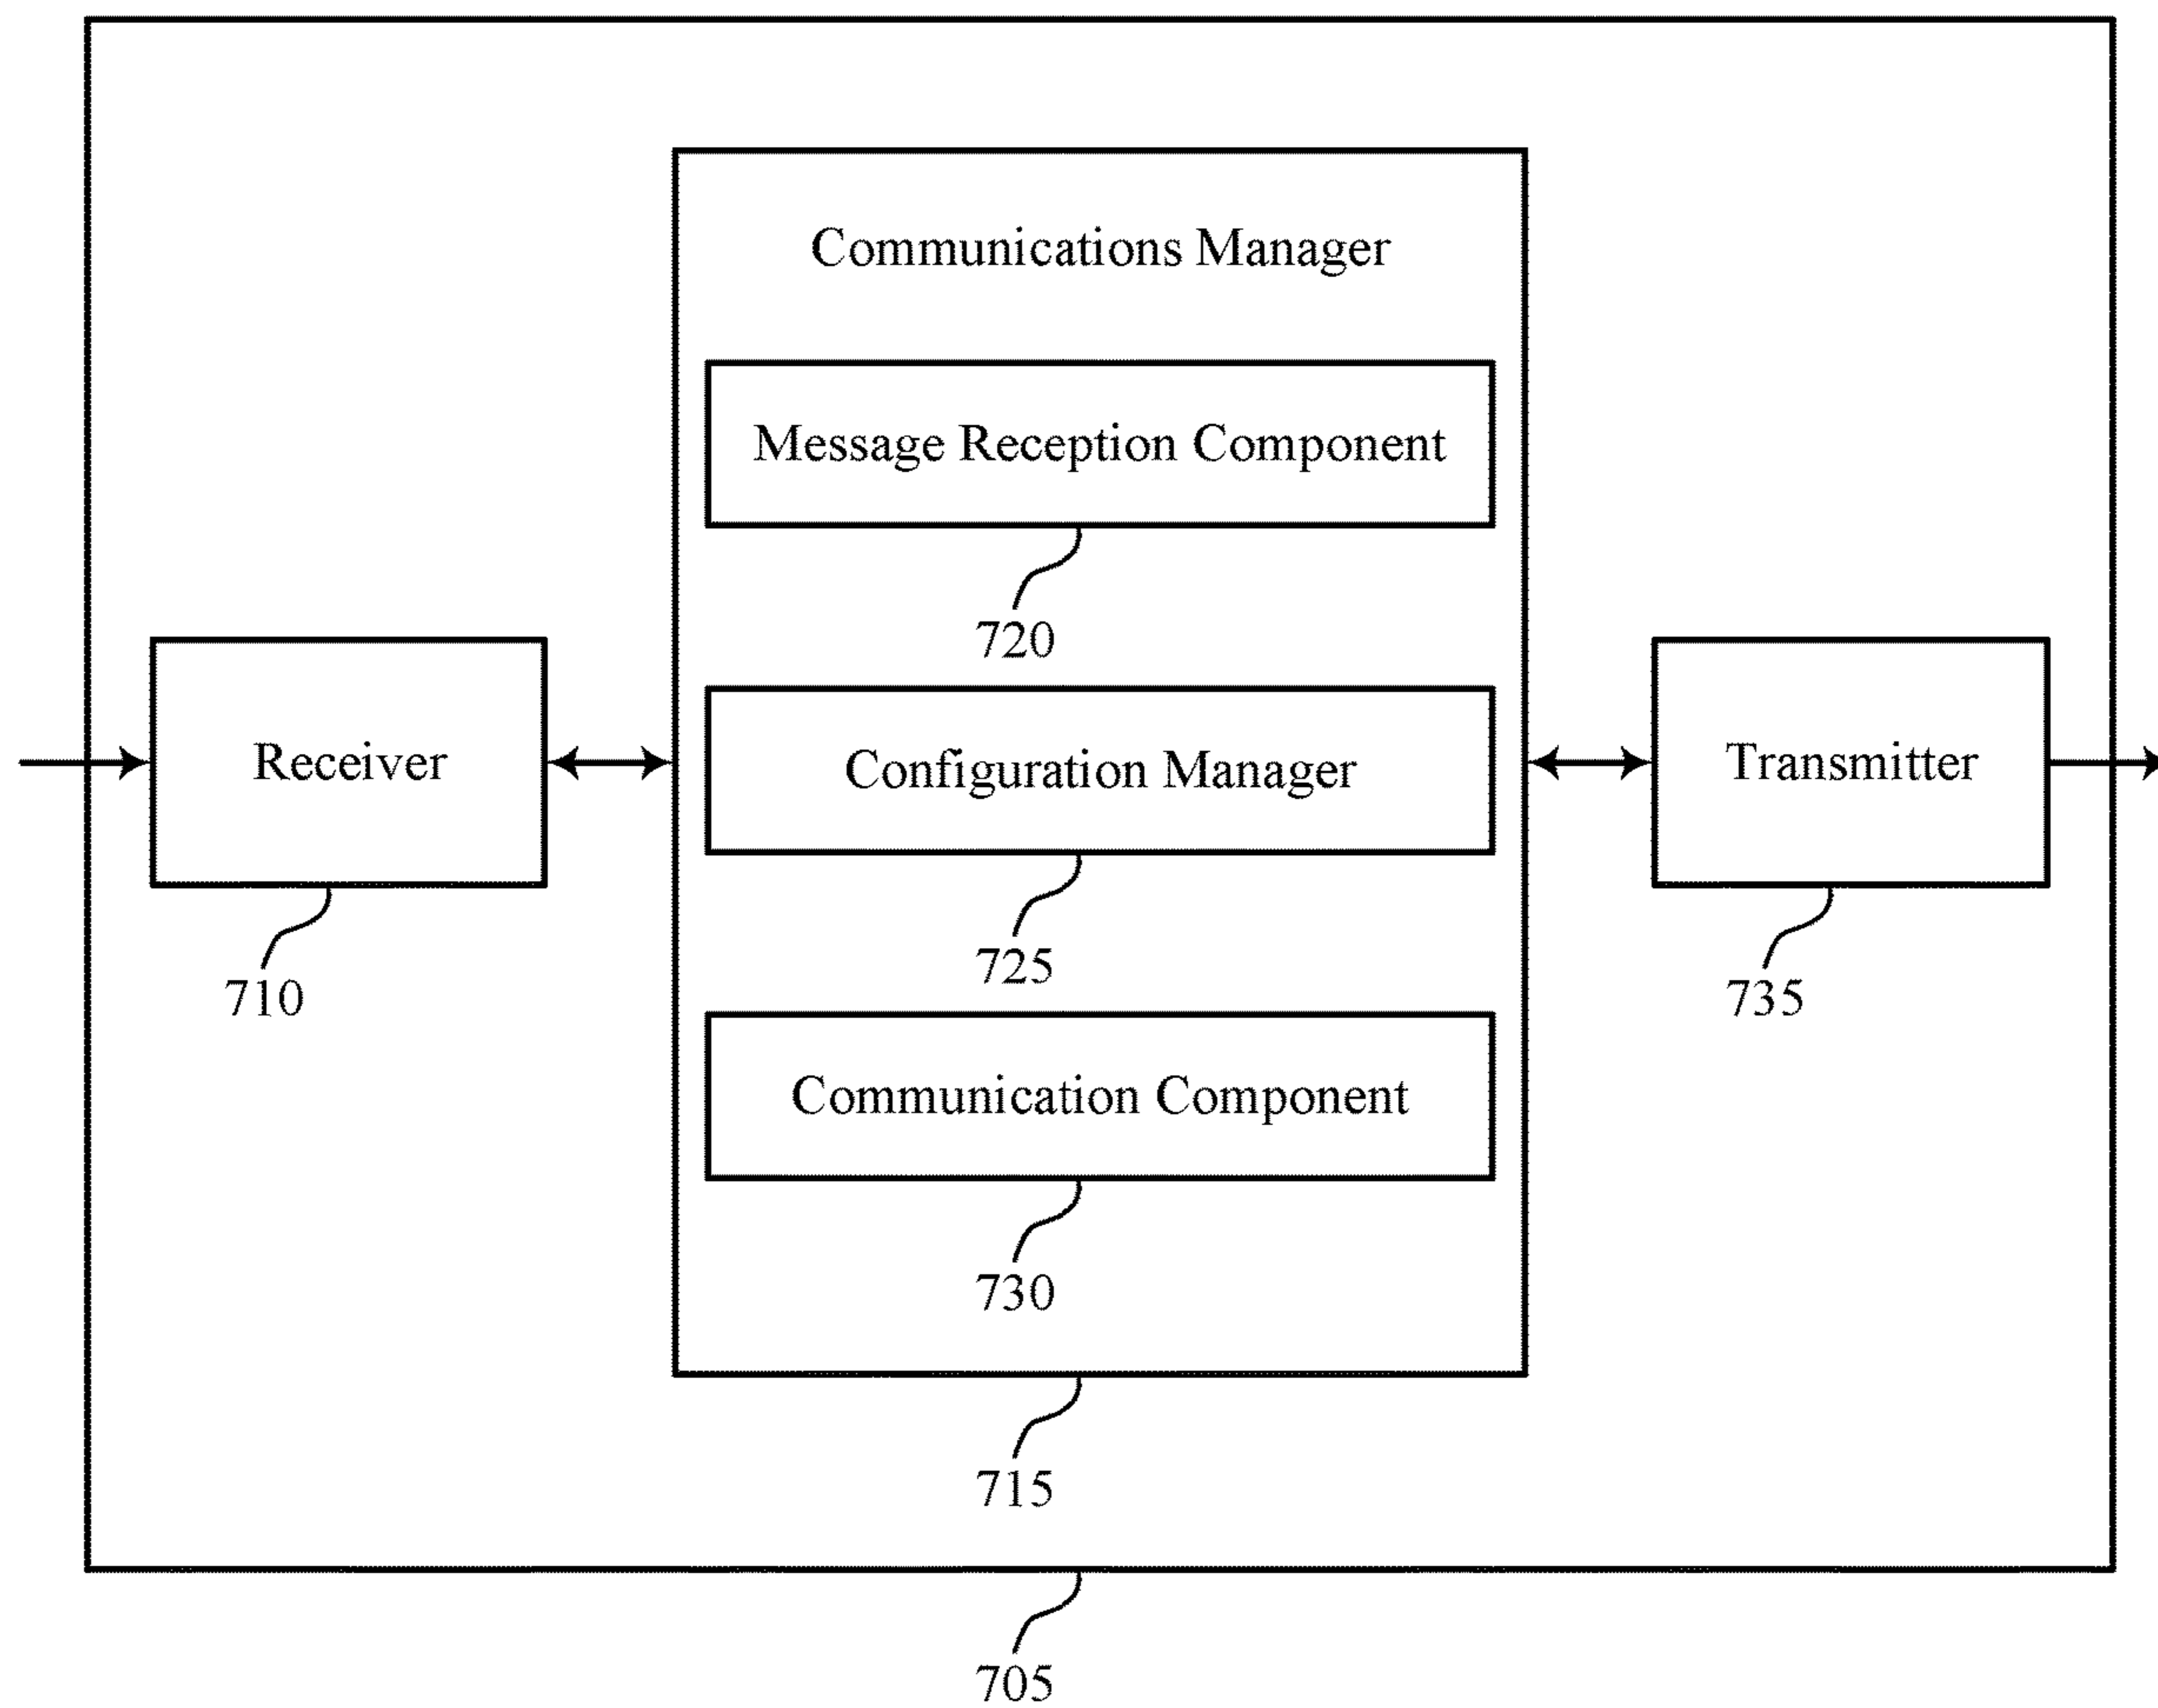 Communications Manager
Message Reception Component
720
Receiver
710
Configuration Manager
725
Transmitter
735
Communication Component
730
715
705